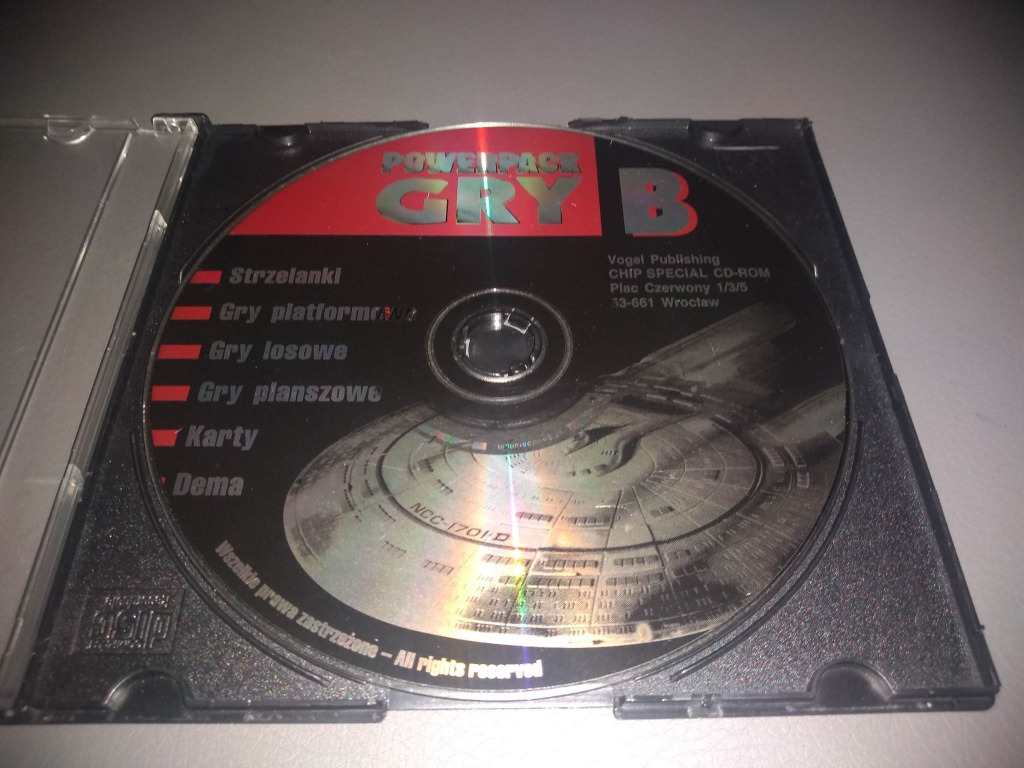 POWERPACK
GRY B
Vogel Publishing
CHIP SPECIAL CD-ROM
Plac Czerwony 1/3/5
53-661 Wrocław
Strzelanki
Gry platformowe
Gry losowe
Gry planszowe
Karty
Dema
NCC-1701-D
Wszelkie prawa zastrzeżone – All rights reserved
disc